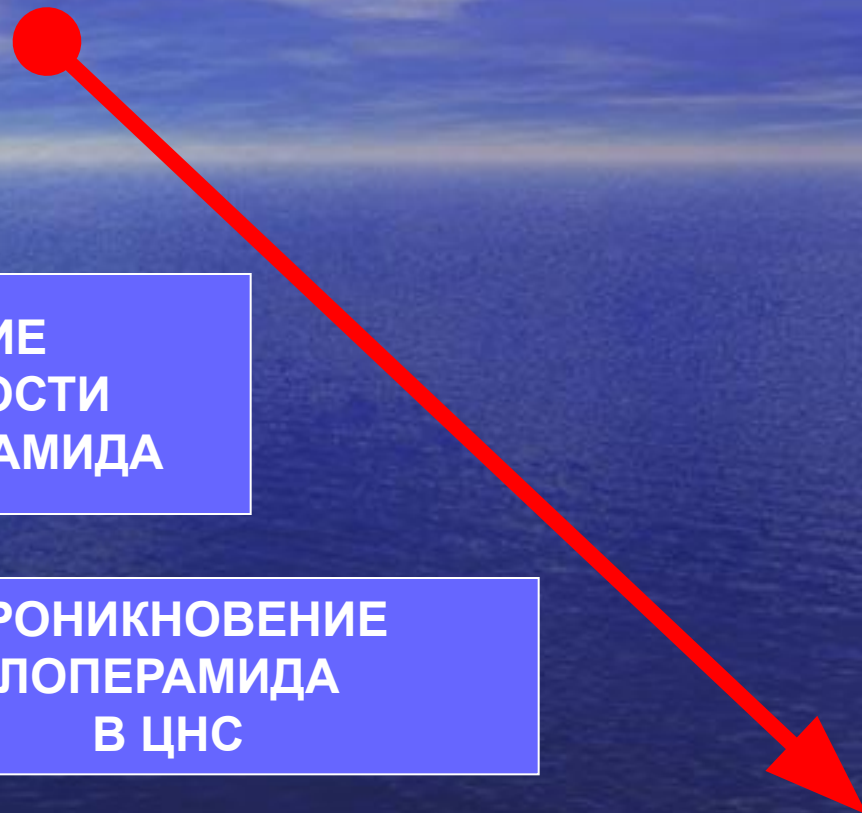 ИЕ
ОСТИ
АМИДА
РОНИКНОВЕНИЕ
ЛОПЕРАМИДА
В ЦНС